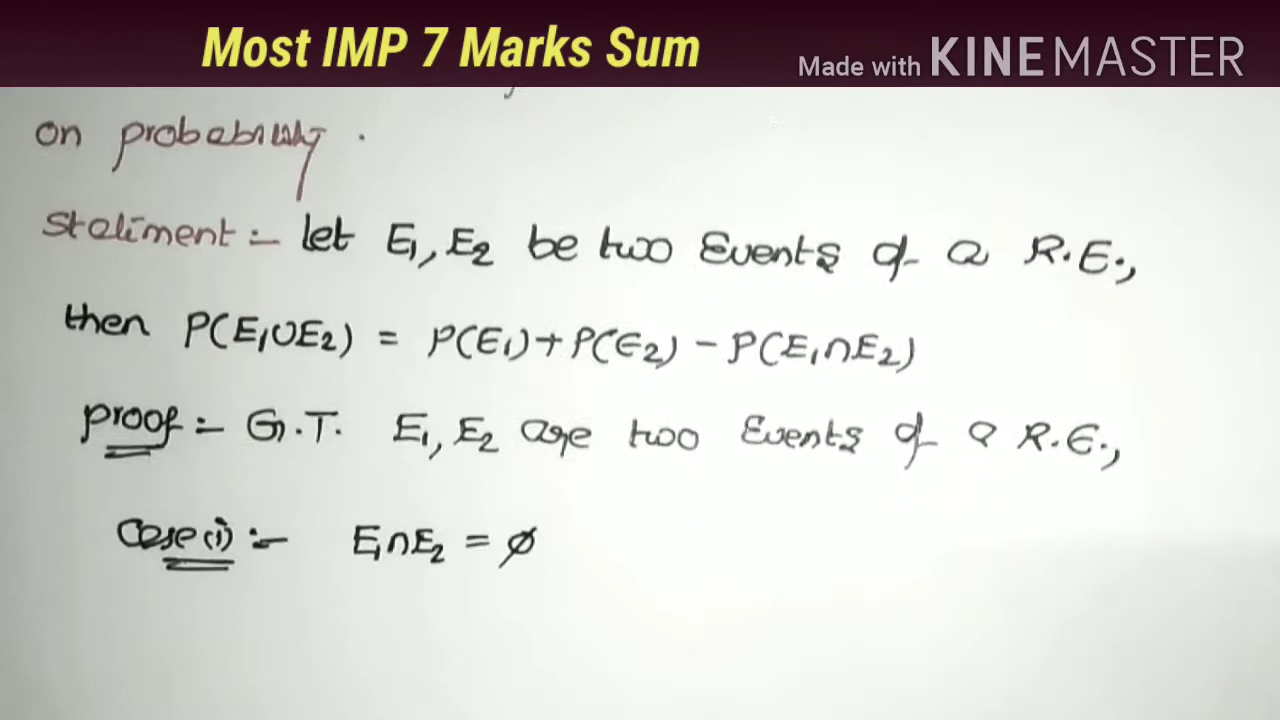 Most IMP 7 Marks Sum
Made with KINEMASTER
on probability.
Statement :- let E₁, E₂ be two Events of a R.E.,
then P(E₁∪E₂) = P(E₁)+P(E₂) - P(E₁∩E₂)
proof :- G.T. E₁, E₂ are two Events of a R.E.,
Case(i) :- E₁∩E₂ = ∅